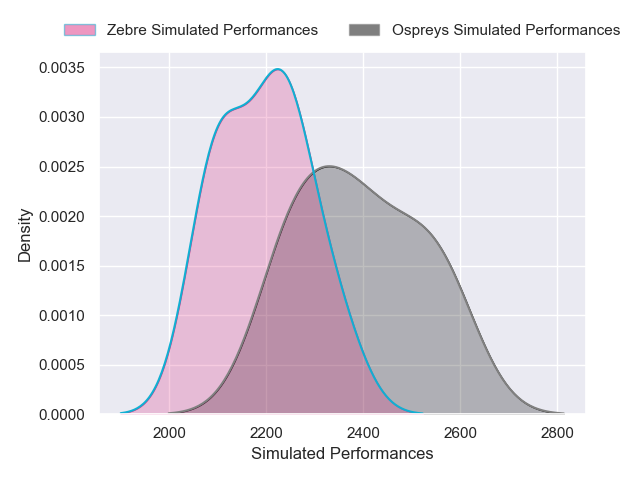 Zebre Simulated Performances Ospreys Simulated Performances
0.0035
0.0030
0.0025
0.0020
0.0015
0.0010
0.0005
0.0000
Density
2000 2200 2400 2600 2800
Simulated Performances